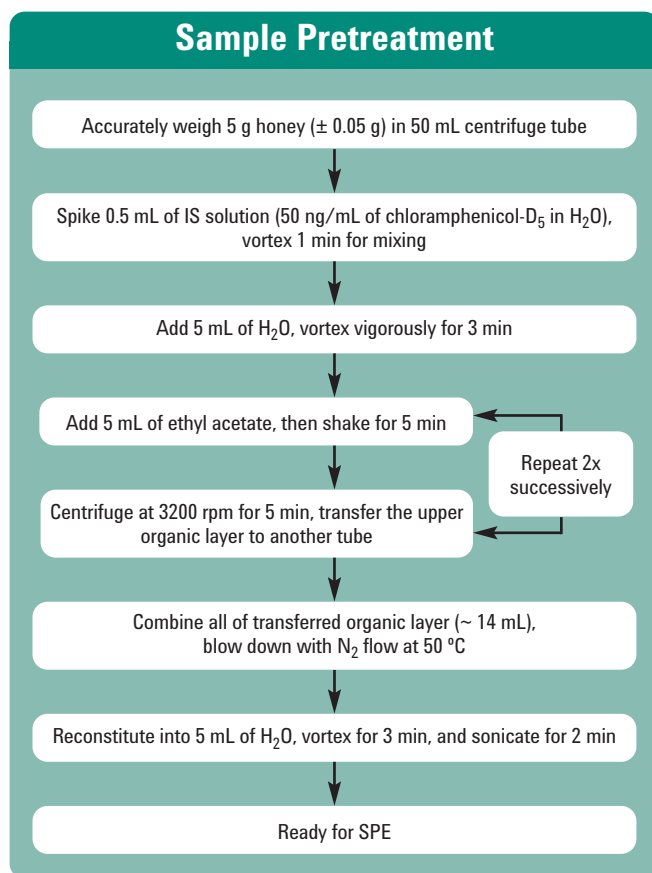 Sample Pretreatment
Accurately weigh 5 g honey (± 0.05 g) in 50 mL centrifuge tube
Spike 0.5 mL of IS solution (50 ng/mL of chloramphenicol-D₅ in H₂O),
vortex 1 min for mixing
Add 5 mL of H₂O, vortex vigorously for 3 min
Add 5 mL of ethyl acetate, then shake for 5 min
Repeat 2x
successively
Centrifuge at 3200 rpm for 5 min, transfer the upper
organic layer to another tube
Combine all of transferred organic layer (~ 14 mL),
blow down with N₂ flow at 50 ºC
Reconstitute into 5 mL of H₂O, vortex for 3 min, and sonicate for 2 min
Ready for SPE